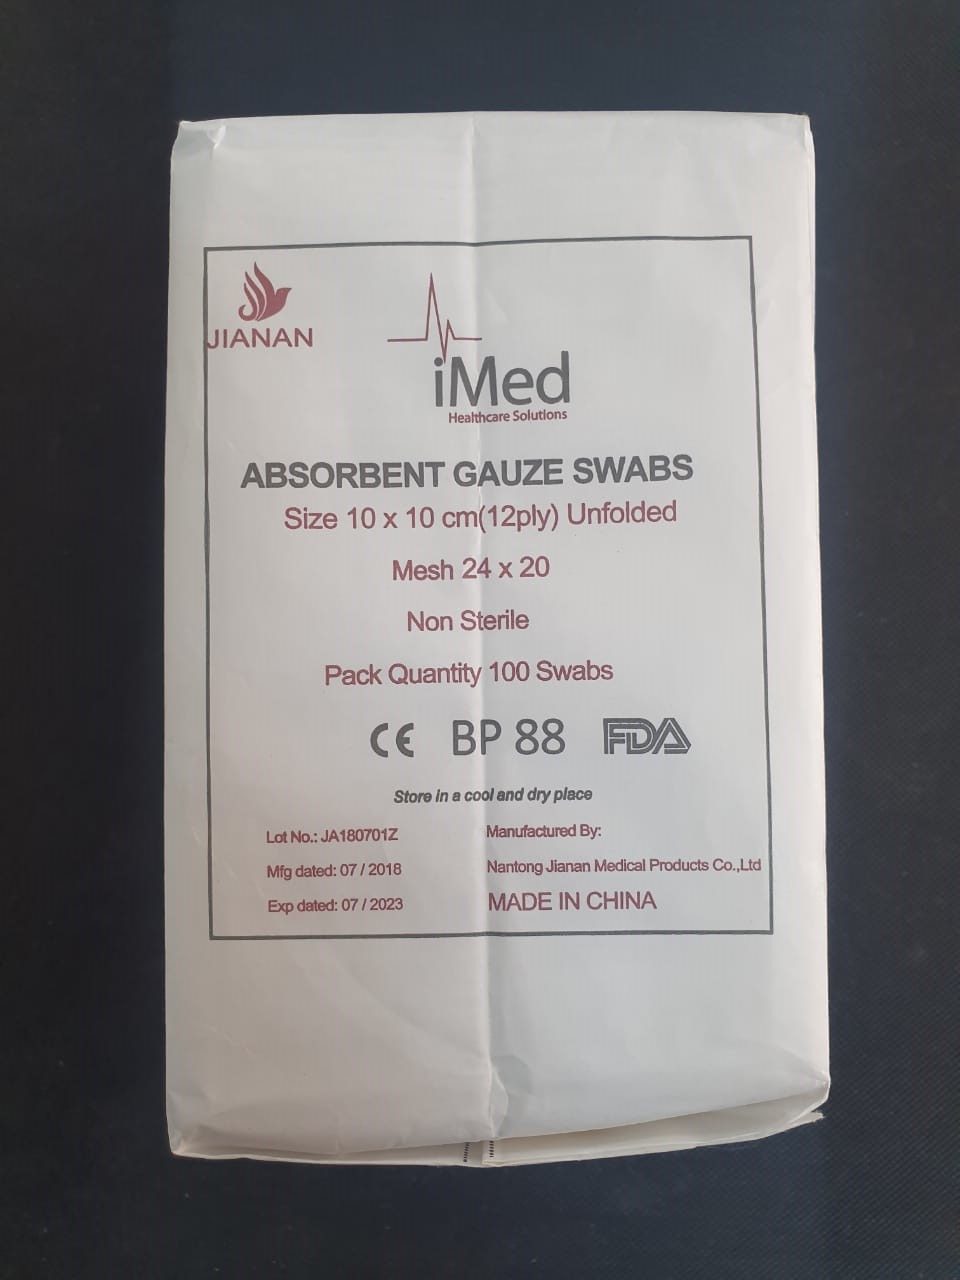 JIANAN
iMed
Healthcare Solutions
ABSORBENT GAUZE SWABS
Size 10 x 10 cm(12ply) Unfolded
Mesh 24 x 20
Non Sterile
Pack Quantity 100 Swabs
CE BP 88 FDA
Store in a cool and dry place
Lot No.: JA180701Z
Manufactured By:
Mfg dated: 07 / 2018
Nantong Jianan Medical Products Co.,Ltd
Exp dated: 07 / 2023
MADE IN CHINA